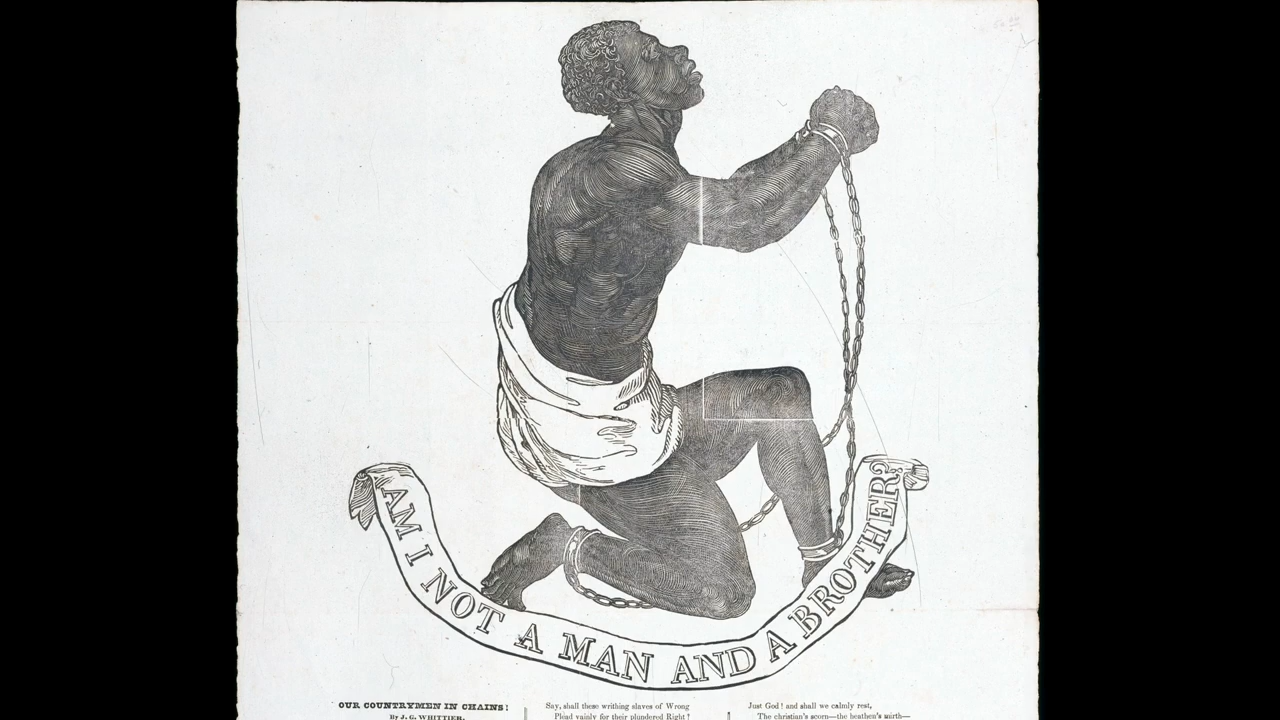 AM I NOT A MAN AND A BROTHER?
OUR COUNTRYMEN IN CHAINS!
By J. G. WHITTIER.
Say, shall these writhing slaves of Wrong
Plead vainly for their plundered Right?
Just God! and shall we calmly rest,
The christian's scorn—the heathen's mirth—